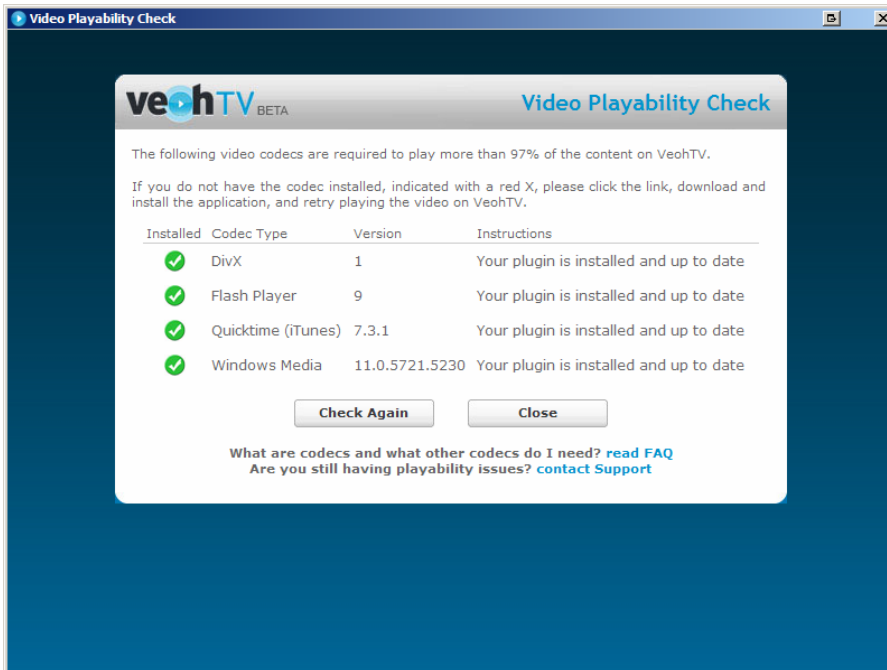 Video Playability Check
veohTV BETA Video Playability Check
The following video codecs are required to play more than 97% of the content on VeohTV.
If you do not have the codec installed, indicated with a red X, please click the link, download and
install the application, and retry playing the video on VeohTV.
Installed Codec Type Version Instructions
DivX 1 Your plugin is installed and up to date
Flash Player 9 Your plugin is installed and up to date
Quicktime (iTunes) 7.3.1 Your plugin is installed and up to date
Windows Media 11.0.5721.5230 Your plugin is installed and up to date
Check Again Close
What are codecs and what other codecs do I need? read FAQ
Are you still having playability issues? contact Support